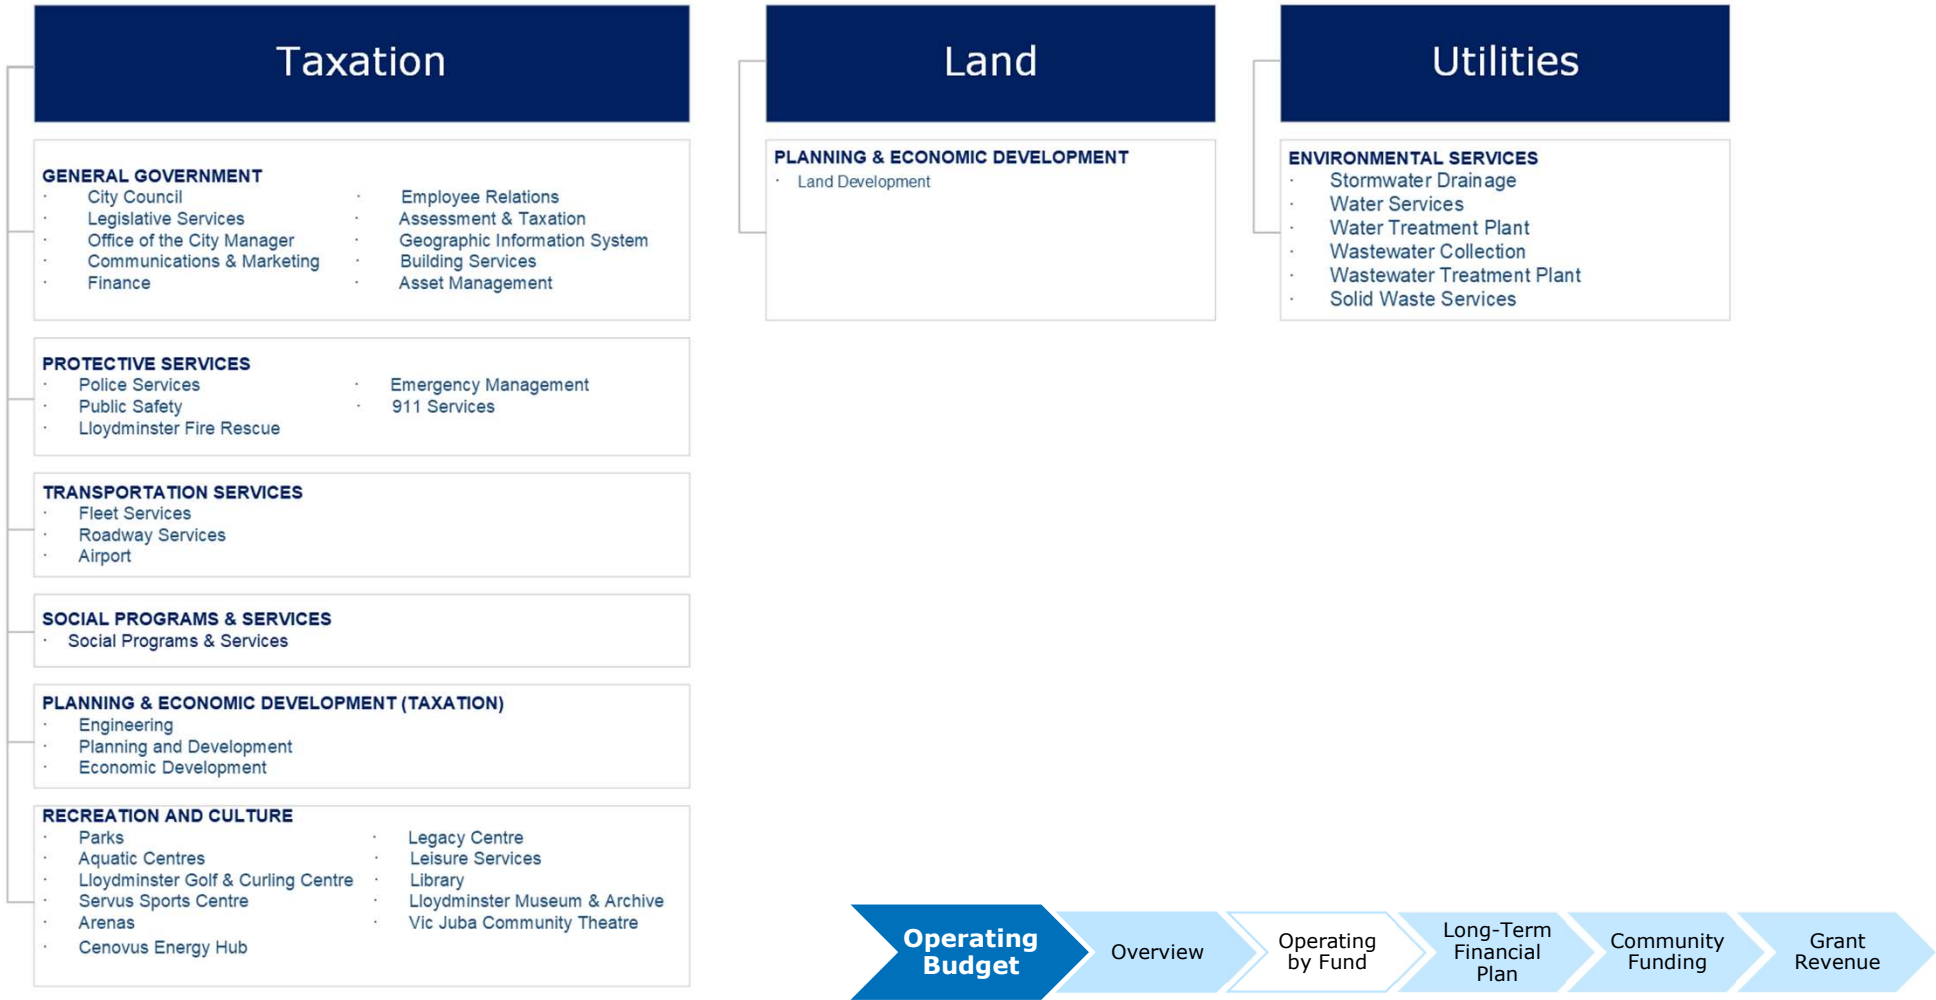 Taxation
GENERAL GOVERNMENT
· City Council
· Legislative Services
· Office of the City Manager
· Communications & Marketing
· Finance
· Employee Relations
· Assessment & Taxation
· Geographic Information System
· Building Services
· Asset Management
PROTECTIVE SERVICES
· Police Services
· Public Safety
· Lloydminster Fire Rescue
· Emergency Management
· 911 Services
TRANSPORTATION SERVICES
· Fleet Services
· Roadway Services
· Airport
SOCIAL PROGRAMS & SERVICES
· Social Programs & Services
PLANNING & ECONOMIC DEVELOPMENT (TAXATION)
· Engineering
· Planning and Development
· Economic Development
RECREATION AND CULTURE
· Parks
· Aquatic Centres
· Lloydminster Golf & Curling Centre
· Servus Sports Centre
· Arenas
· Cenovus Energy Hub
· Legacy Centre
· Leisure Services
· Library
· Lloydminster Museum & Archive
· Vic Juba Community Theatre
Land
PLANNING & ECONOMIC DEVELOPMENT
· Land Development
Utilities
ENVIRONMENTAL SERVICES
· Stormwater Drainage
· Water Services
· Water Treatment Plant
· Wastewater Collection
· Wastewater Treatment Plant
· Solid Waste Services
Operating
Budget
Overview
Operating
by Fund
Long-Term
Financial
Plan
Community
Funding
Grant
Revenue